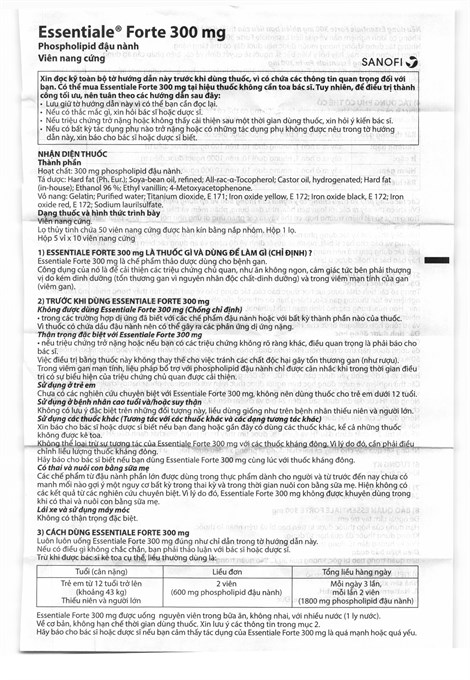 Essentiale® Forte 300 mg
Phospholipid đậu nành
Viên nang cứng
SANOFI
Xin đọc kỹ toàn bộ tờ hướng dẫn này trước khi dùng thuốc, vì có chứa các thông tin quan trọng đối với
bạn. Có thể mua Essentiale Forte 300 mg tại hiệu thuốc không cần toa bác sĩ. Tuy nhiên, để điều trị thành
công tối ưu, nên tuân theo các hướng dẫn sau đây:
• Lưu giữ tờ hướng dẫn này vì có thể bạn cần đọc lại.
• Nếu có thắc mắc gì, xin hỏi bác sĩ hoặc dược sĩ.
• Nếu triệu chứng trở nặng hoặc không thấy cải thiện sau một thời gian dùng thuốc, xin hỏi ý kiến bác sĩ.
• Nếu có bất kỳ tác dụng phụ nào trở nặng hoặc có những tác dụng phụ không được nêu trong tờ hướng
dẫn này, xin báo cho bác sĩ hoặc dược sĩ biết.
NHẬN DIỆN THUỐC
Thành phần
Hoạt chất: 300 mg phospholipid đậu nành.
Tá dược: Hard fat (Ph. Eur.); Soya-bean oil, refined; All-rac-α-Tocopherol; Castor oil, hydrogenated; Hard fat
(in-house); Ethanol 96 %; Ethyl vanillin; 4-Metoxyacetophenone.
Vỏ nang: Gelatin; Purified water; Titanium dioxide, E 171; Iron oxide yellow, E 172; Iron oxide black, E 172; Iron
oxide red, E 172; Sodium laurilsulfate.
Dạng thuốc và hình thức trình bày
Viên nang cứng.
Lọ thủy tinh chứa 50 viên nang cứng được hàn kín bằng nắp nhôm, Hộp 1 lọ.
Hộp 5 vỉ x 10 viên nang cứng
1) ESSENTIALE FORTE 300 mg LÀ THUỐC GÌ VÀ DÙNG ĐỂ LÀM GÌ (CHỈ ĐỊNH) ?
Essentiale Forte 300 mg là chế phẩm thảo dược dùng cho bệnh gan.
Công dụng của nó là để cải thiện các triệu chứng chủ quan, như ăn không ngon, cảm giác tức bên phải thượng
vị do kém dinh dưỡng (tổn thương gan vì nguyên nhân độc chất-dinh dưỡng) và trong viêm mạn tính của gan
(viêm gan).
2) TRƯỚC KHI DÙNG ESSENTIALE FORTE 300 mg
Không được dùng Essentiale Forte 300 mg (Chống chỉ định)
• trong các trường hợp dị ứng đã biết với các chế phẩm đậu nành hoặc với bất kỳ thành phần nào của thuốc.
Vì thuốc có chứa dầu đậu nành nên có thể gây ra các phản ứng dị ứng nặng.
Thận trọng đặc biệt với Essentiale Forte 300 mg
• nếu triệu chứng trở nặng hoặc nếu bạn có các triệu chứng không rõ ràng khác, điều quan trọng là phải báo cho
bác sĩ.
Việc điều trị bằng thuốc này không thay thế cho việc tránh các chất độc hại gây tổn thương gan (như rượu).
Trong viêm gan mạn tính, liệu pháp bổ trợ với phospholipid đậu nành chỉ được cân nhắc khi trong thời gian điều
trị có sự biểu hiện của triệu chứng chủ quan được cải thiện.
Sử dụng ở trẻ em
Chưa có các nghiên cứu chuyên biệt với Essentiale Forte 300 mg, không nên dùng thuốc cho trẻ em dưới 12 tuổi.
Sử dụng ở bệnh nhân cao tuổi và/hoặc suy thận
Không có lưu ý đặc biệt trên những đối tượng này, liều dùng giống như trên bệnh nhân thiếu niên và người lớn.
Sử dụng các thuốc khác (Tương tác với các thuốc khác và các dạng tương tác khác)
Xin báo cho bác sĩ hoặc dược sĩ biết nếu bạn đang hoặc gần đây có dùng các thuốc khác, kể cả những thuốc
không được kê toa.
Không thể loại trừ sự tương tác của Essentiale Forte 300 mg với các thuốc kháng đông. Vì lý do đó, cần phải điều
chỉnh liều lượng thuốc kháng đông.
Hãy báo cho bác sĩ biết nếu bạn dùng Essentiale Forte 300 mg cùng lúc với thuốc kháng đông.
Có thai và nuôi con bằng sữa mẹ
Các chế phẩm từ đậu nành phần lớn được dùng trong thực phẩm dành cho người và từ trước đến nay chưa có
manh mối nào gợi ý một nguy cơ bất kỳ trong thai kỳ và trong thời gian nuôi con bằng sữa mẹ. Hiện không có
các kết quả từ các nghiên cứu chuyên biệt. Vì lý do đó, Essentiale Forte 300 mg không được khuyên dùng trong
khi có thai và nuôi con bằng sữa mẹ.
Lái xe và sử dụng máy móc
Không có thận trọng đặc biệt.
3) CÁCH DÙNG ESSENTIALE FORTE 300 mg
Luôn luôn uống Essentiale Forte 300 mg đúng như chỉ dẫn trong tờ hướng dẫn này.
Nếu có điều gì không chắc chắn, bạn phải thảo luận với bác sĩ hoặc dược sĩ.
Trừ khi được bác sĩ kê toa cụ thể, liều thường dùng là:
Tuổi (cân nặng) Liều đơn Tổng liều hàng ngày
Trẻ em từ 12 tuổi trở lên 2 viên Mỗi ngày 3 lần,
(khoảng 43 kg) (600 mg phospholipid đậu nành) mỗi lần 2 viên
Thiếu niên và người lớn (1800 mg phospholipid đậu nành)
Essentiale Forte 300 mg được uống nguyên viên trong bữa ăn, không nhai, với nhiều nước (1 ly nước).
Về cơ bản, không hạn chế thời gian dùng thuốc. Xin lưu ý các thông tin trong mục 2.
Hãy báo cho bác sĩ hoặc dược sĩ nếu bạn cảm thấy tác dụng của Essentiale Forte 300 mg là quá mạnh hoặc quá yếu.